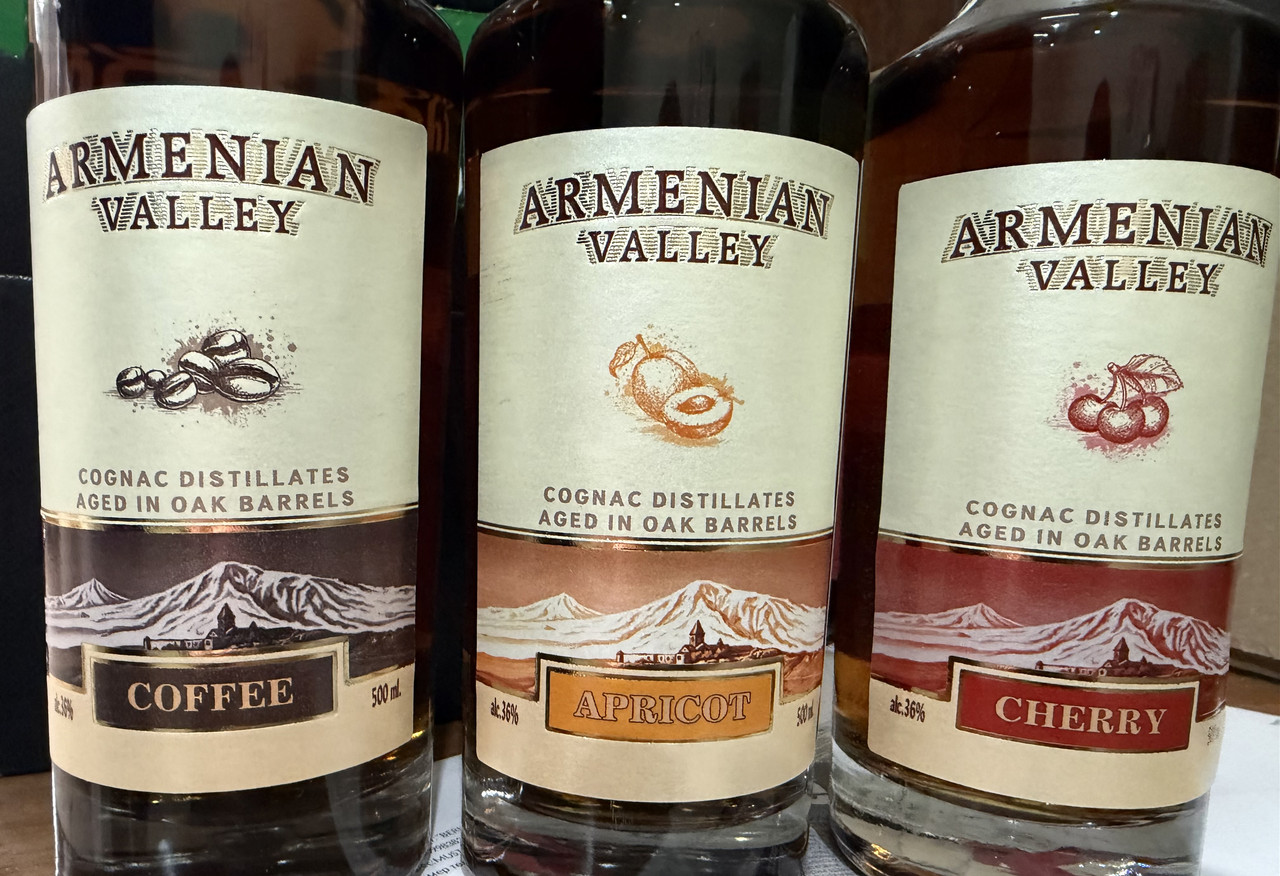 ARMENIAN
VALLEY
COGNAC DISTILLATES
AGED IN OAK BARRELS
alc.36%
COFFEE
500 ml.
ARMENIAN
VALLEY
COGNAC DISTILLATES
AGED IN OAK BARRELS
alc.36%
APRICOT
500 ml.
ARMENIAN
VALLEY
COGNAC DISTILLATES
AGED IN OAK BARRELS
alc.36%
CHERRY